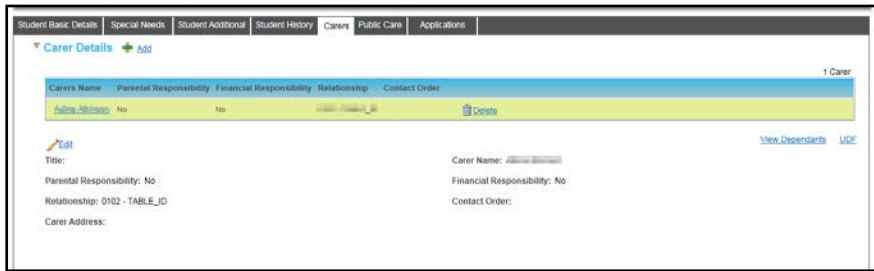 Student Basic Details Special Needs Student Additional Student History Carers Public Care Applications
Carer Details Add
1 Carer
Carers Name Parental Responsibility Financial Responsibility Relationship Contact Order
No No Delete
Edit View Dependants UDF
Title: Carer Name:
Parental Responsibility: No Financial Responsibility: No
Relationship: 0102 - TABLE_ID Contact Order:
Carer Address: